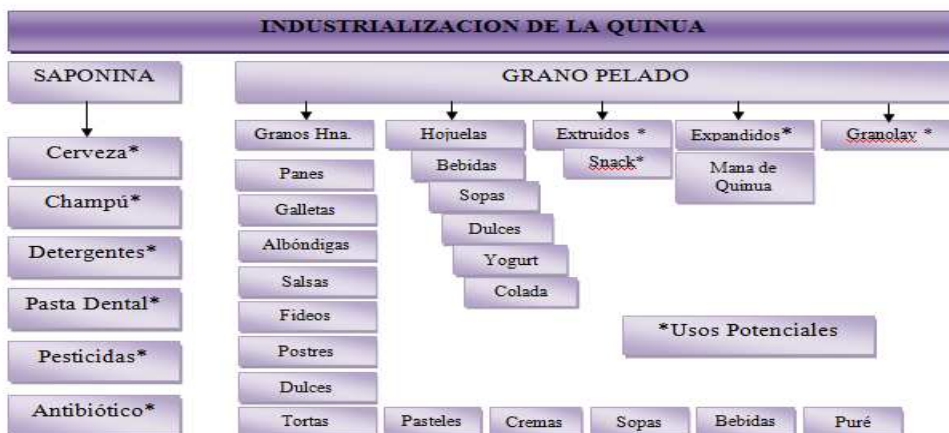 INDUSTRIALIZACION DE LA QUINUA
SAPONINA
Cerveza*
Champú*
Detergentes*
Pasta Dental*
Pesticidas*
Antibiótico*
GRANO PELADO
Granos Hna.
Panes
Galletas
Albóndigas
Salsas
Fideos
Postres
Dulces
Tortas
Pasteles
Cremas
Sopas
Bebidas
Puré
Hojuelas
Bebidas
Sopas
Dulces
Yogurt
Colada
Extruidos *
Snack*
Expandidos*
Mana de
Quinua
Granolay *
*Usos Potenciales